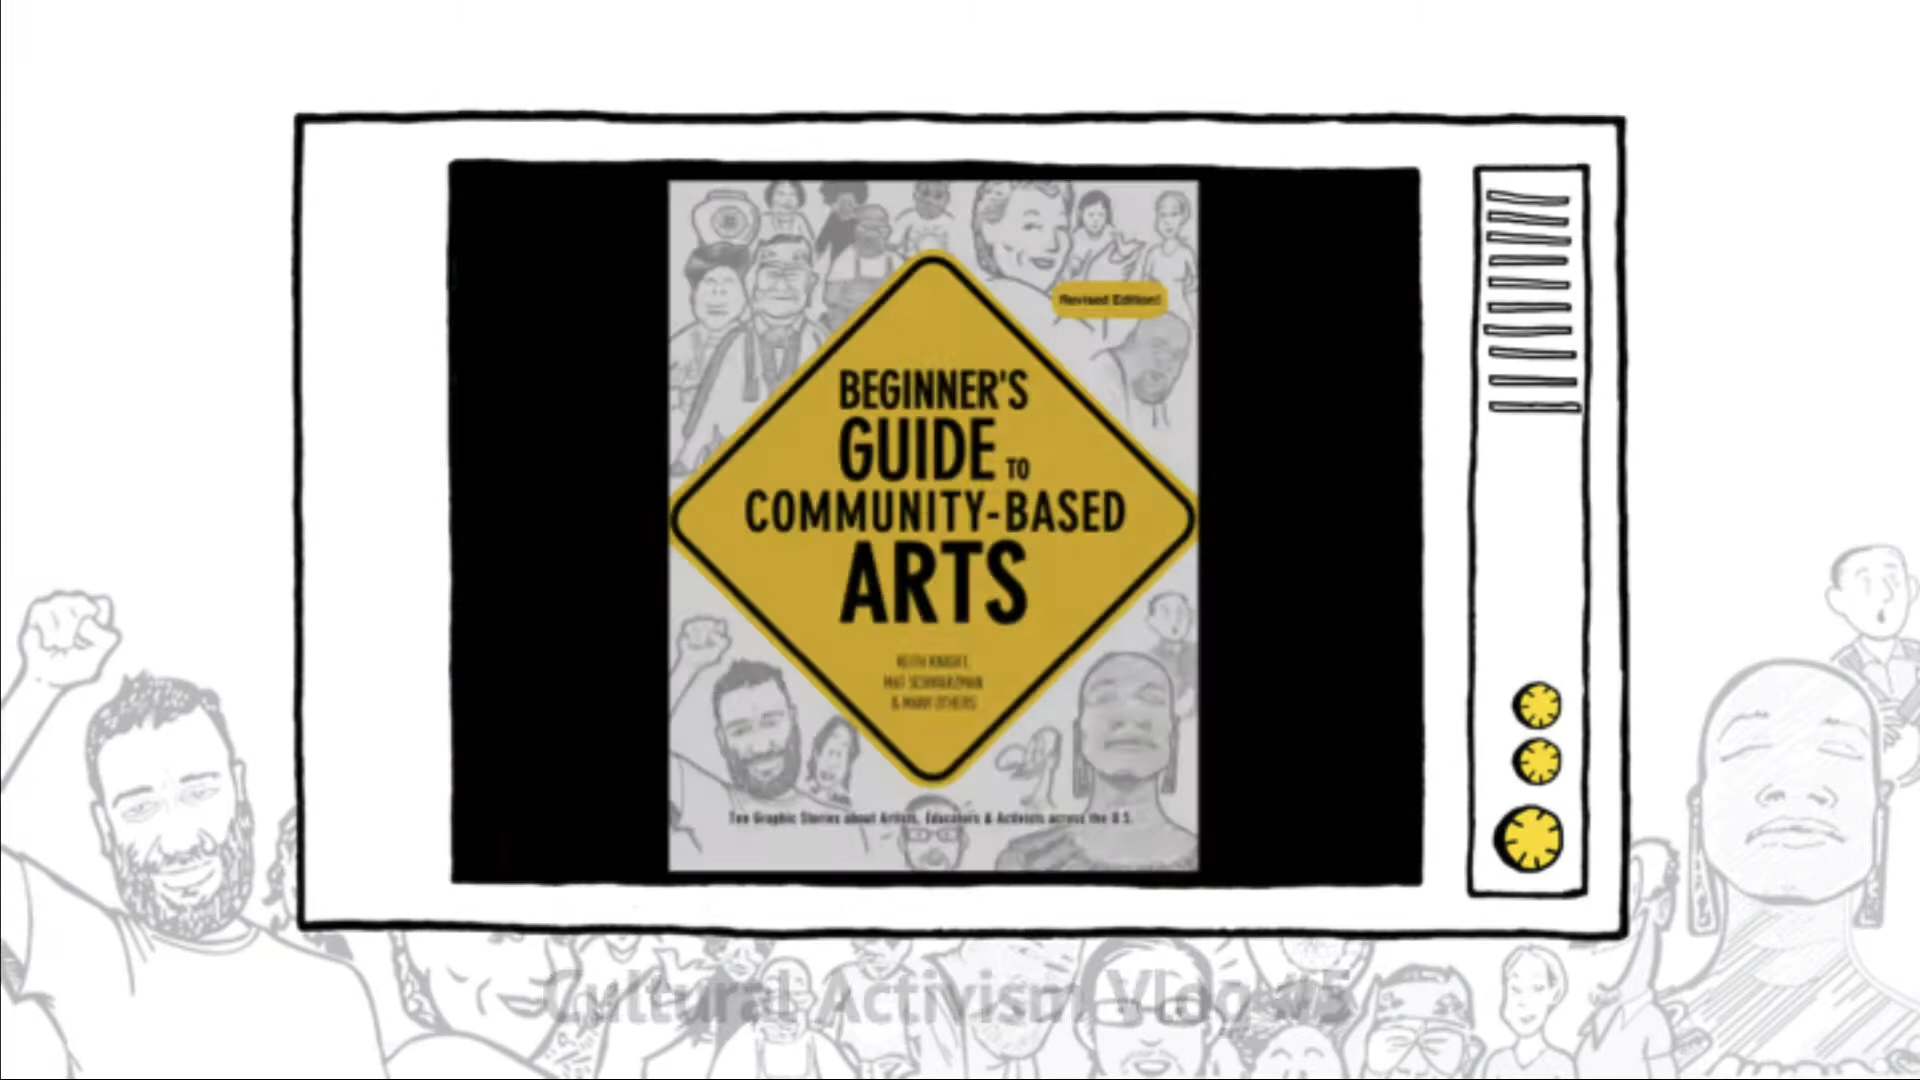 Revised Edition!
BEGINNER'S
GUIDE TO
COMMUNITY-BASED
ARTS
KEITH KNIGHT,
MAT SCHWARZMAN
& MANY OTHERS
Ten Graphic Stories about Artists, Educators & Activists across the U.S.
Cultural Activism Vlog #5